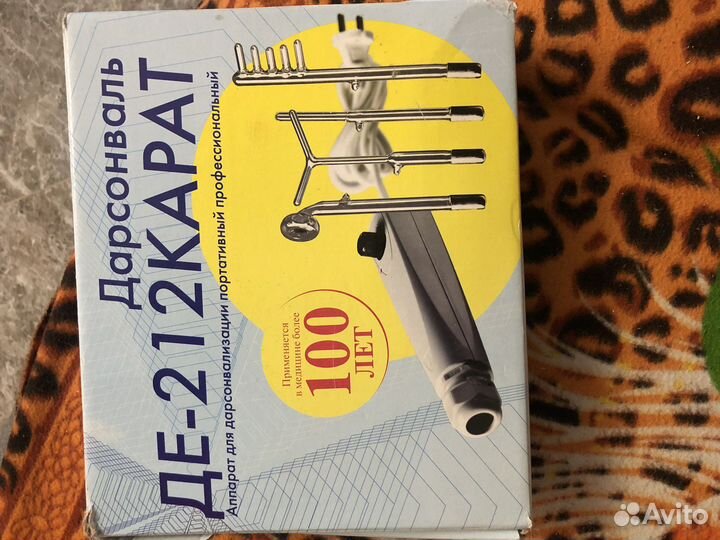 Дарсонваль
ДЕ-212КАРАТ
Аппарат для дарсонвализации портативный профессиональный
Применяется
в медицине более
100
ЛЕТ
Avito